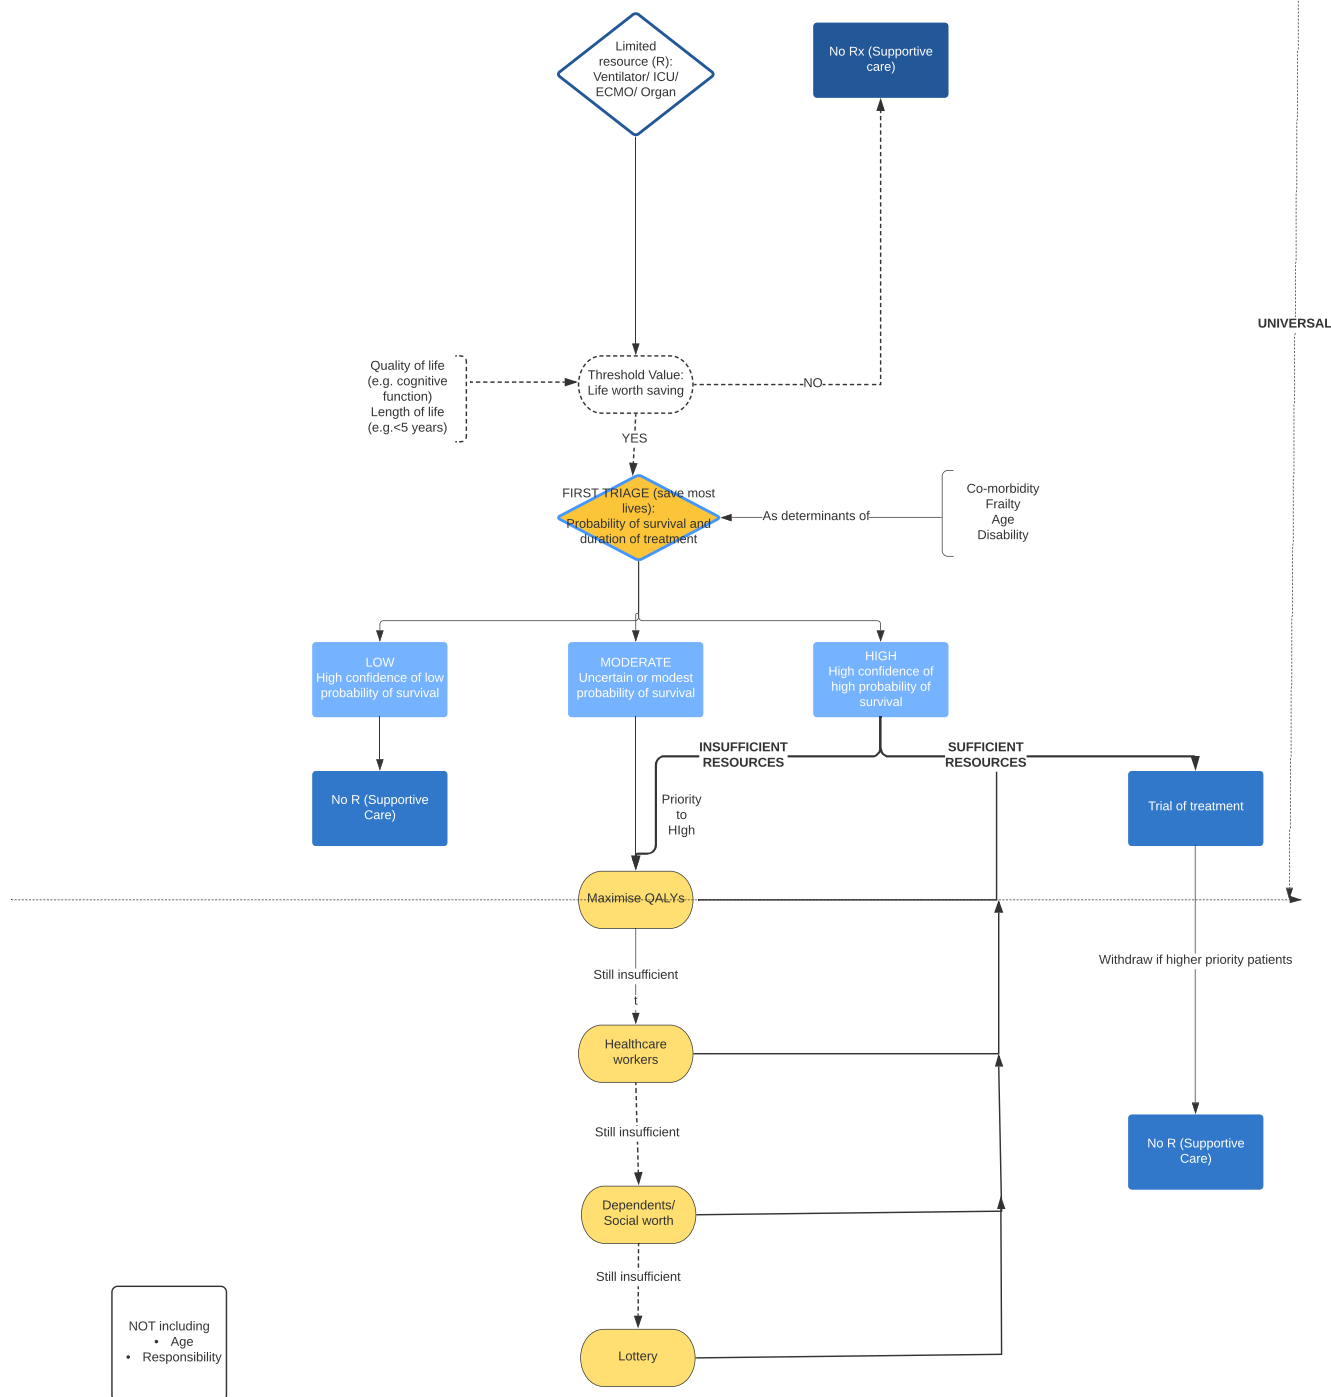 Limited
resource (R):
Ventilator/ ICU/
ECMO/ Organ
No Rx (Supportive
care)
UNIVERSAL
Quality of life
(e.g. cognitive
function)
Length of life
(e.g.<5 years)
Threshold Value:
Life worth saving
NO
YES
FIRST TRIAGE (save most
lives):
Probability of survival and
duration of treatment
As determinants of
Co-morbidity
Frailty
Age
Disability
LOW
High confidence of low
probability of survival
MODERATE
Uncertain or modest
probability of survival
HIGH
High confidence of
high probability of
survival
INSUFFICIENT
RESOURCES
SUFFICIENT
RESOURCES
No R (Supportive
Care)
Priority
to
HIgh
Trial of treatment
Maximise QALYs
Withdraw if higher priority patients
Still insufficient
t
Healthcare
workers
Still insufficient
No R (Supportive
Care)
Dependents/
Social worth
Still insufficient
NOT including
• Age
• Responsibility
Lottery